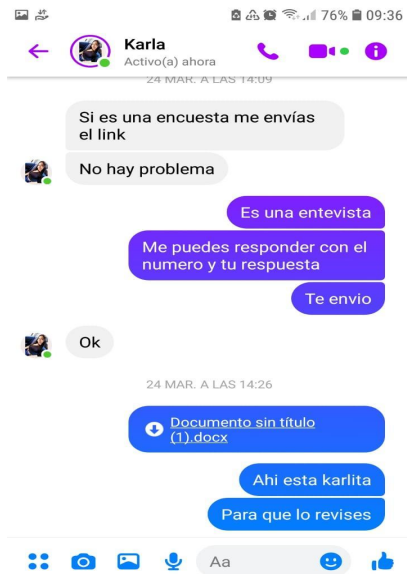 76% 09:36
Karla
Activo(a) ahora
24 MAR. A LAS 14:09
Si es una encuesta me envías
el link
No hay problema
Es una entevista
Me puedes responder con el
numero y tu respuesta
Te envio
Ok
24 MAR. A LAS 14:26
Documento sin título
(1).docx
Ahi esta karlita
Para que lo revises
Aa